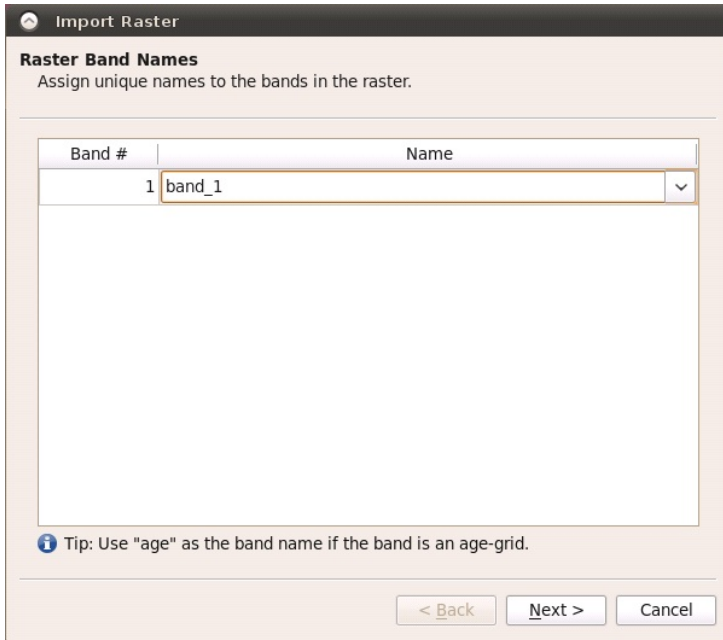 Import Raster
Raster Band Names
Assign unique names to the bands in the raster.
Band # Name
1 band_1
Tip: Use "age" as the band name if the band is an age-grid.
< Back Next > Cancel